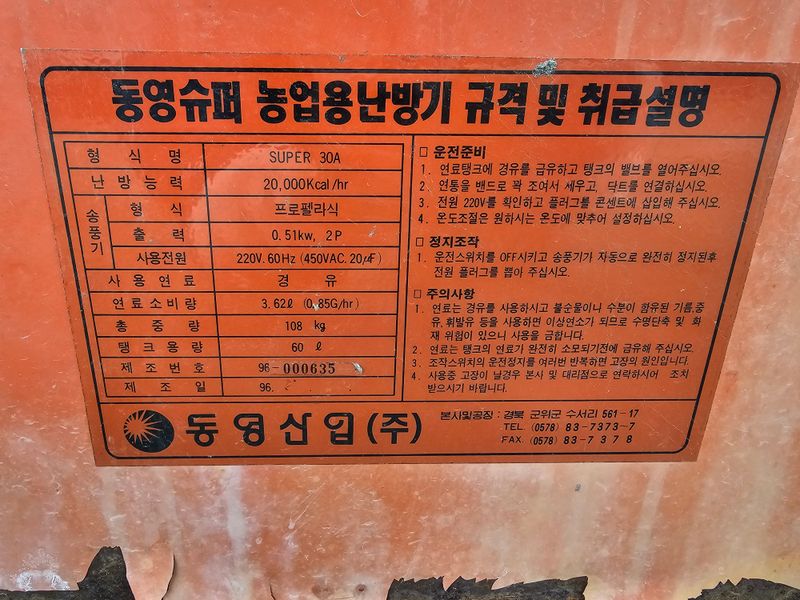 동영슈퍼 농업용난방기 규격 및 취급설명
형식명 SUPER 30A
난방능력 20,000Kcal/hr
송풍기 형식 프로펠라식
출력 0.51kw, 2P
사용전원 220V.60Hz (450VAC.20㎌)
사용연료 경유
연료소비량 3.62ℓ (0.85G/hr)
총중량 108 kg
탱크용량 60 ℓ
제조번호 96-000635
제조일 96.
□ 운전준비
1. 연료탱크에 경유를 급유하고 탱크의 밸브를 열어주십시오.
2. 연통을 밴드로 꽉 조여서 세우고, 닥트를 연결하십시오.
3. 전원 220V를 확인하고 플러그를 콘센트에 삽입해 주십시오.
4. 온도조절은 원하시는 온도에 맞추어 설정하십시오.
□ 정지조작
1. 운전스위치를 OFF시키고 송풍기가 자동으로 완전히 정지된후
전원 플러그를 뽑아 주십시오.
□ 주의사항
1. 연료는 경유를 사용하시고 불순물이나 수분이 함유된 기름,중
유,휘발유 등을 사용하면 이상연소가 되므로 수명단축 및 화
재 위험이 있으니 사용을 금합니다.
2. 연료는 탱크의 연료가 완전히 소모되기전에 급유해 주십시오.
3. 조작스위치의 운전정지를 여러번 반복하면 고장의 원인입니다.
4. 사용중 고장이 날경우 본사 및 대리점으로 연락하시어 조치
받으시기 바랍니다.
동영산업(주)
본사및공장 : 경북 군위군 수서리 561-17
TEL. (0578) 83-7373~7
FAX. (0578) 83-7378